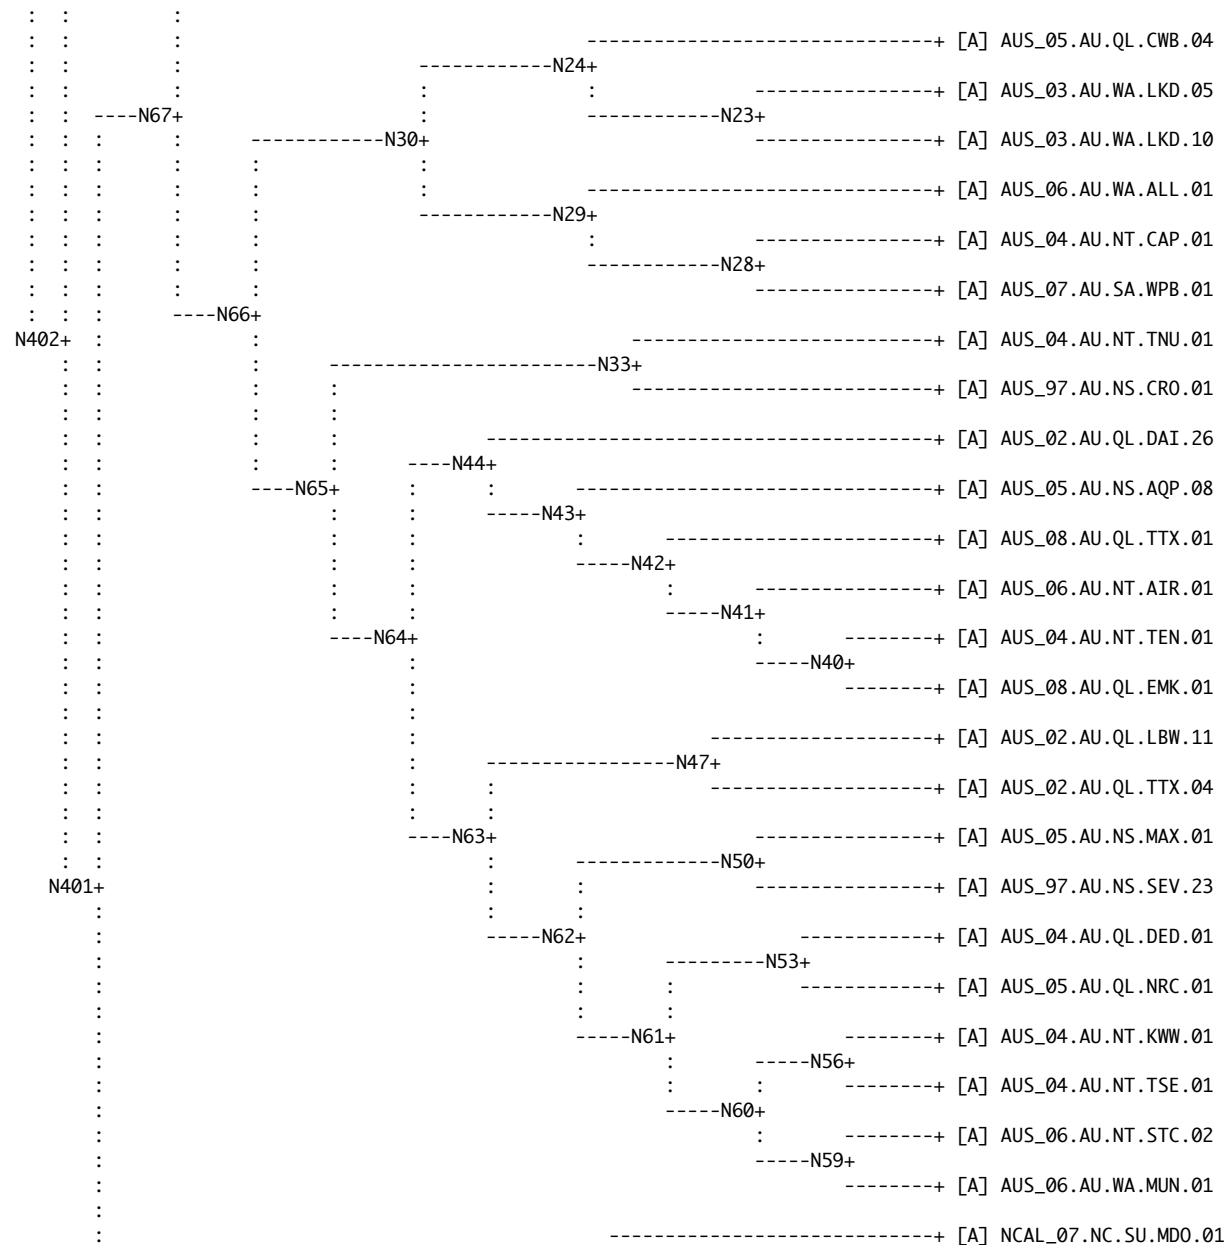 [A] AUS_05.AU.QL.CWB.04
N24+
[A] AUS_03.AU.WA.LKD.05
N67+ N23+
N30+ [A] AUS_03.AU.WA.LKD.10
[A] AUS_06.AU.WA.ALL.01
N29+
[A] AUS_04.AU.NT.CAP.01
N28+
[A] AUS_07.AU.SA.WPB.01
N66+
N402+ [A] AUS_04.AU.NT.TNU.01
N33+
[A] AUS_97.AU.NS.CRO.01
[A] AUS_02.AU.QL.DAI.26
N44+
N65+ [A] AUS_05.AU.NS.AQP.08
N43+
[A] AUS_08.AU.QL.TTX.01
N42+
[A] AUS_06.AU.NT.AIR.01
N41+
N64+ [A] AUS_04.AU.NT.TEN.01
N40+
[A] AUS_08.AU.QL.EMK.01
[A] AUS_02.AU.QL.LBW.11
N47+
[A] AUS_02.AU.QL.TTX.04
N63+ [A] AUS_05.AU.NS.MAX.01
N50+
N401+ [A] AUS_97.AU.NS.SEV.23
N62+ [A] AUS_04.AU.QL.DED.01
N53+
[A] AUS_05.AU.QL.NRC.01
N61+ [A] AUS_04.AU.NT.KWW.01
N56+
[A] AUS_04.AU.NT.TSE.01
N60+
[A] AUS_06.AU.NT.STC.02
N59+
[A] AUS_06.AU.WA.MUN.01
[A] NCAL_07.NC.SU.MDO.01